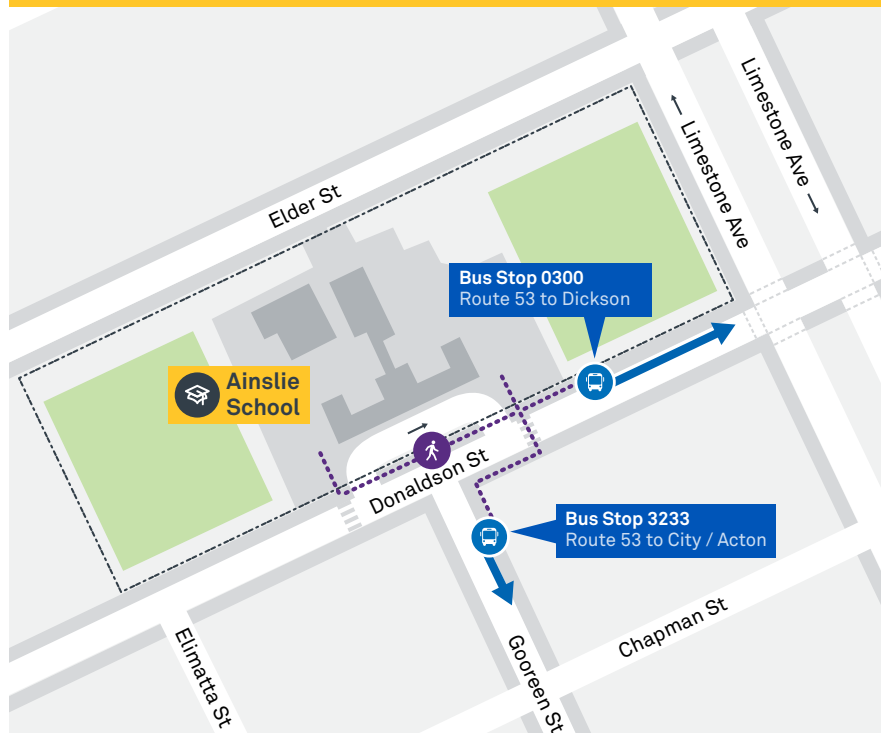 Limestone Ave
Limestone Ave
Elder St
Bus Stop 0300
Route 53 to Dickson
Ainslie
School
Donaldson St
Bus Stop 3233
Route 53 to City / Acton
Chapman St
Elimatta St
Gooreen St